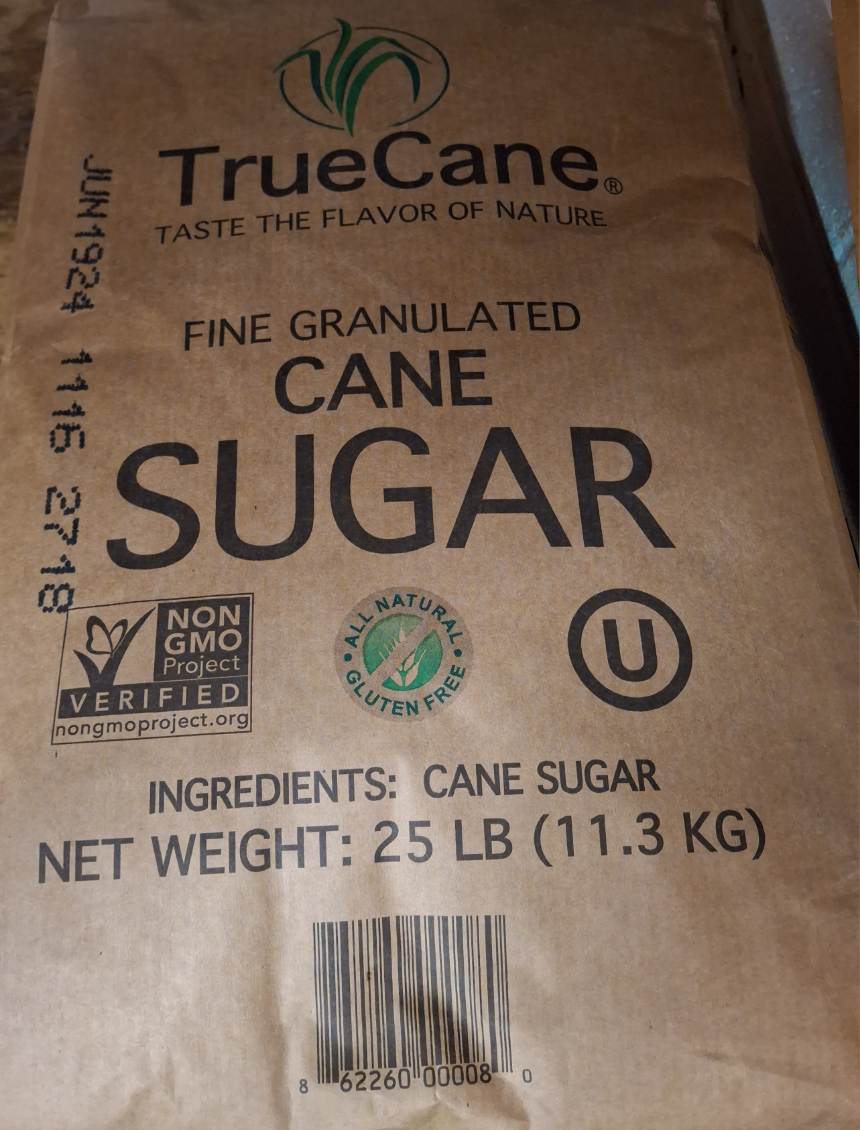 TrueCane®
TASTE THE FLAVOR OF NATURE
JUN1924 1116 2718
FINE GRANULATED
CANE
SUGAR
NON
GMO
Project
VERIFIED
nongmoproject.org
ALL NATURAL
GLUTEN FREE
U
INGREDIENTS: CANE SUGAR
NET WEIGHT: 25 LB (11.3 KG)
8 62260 00008 0